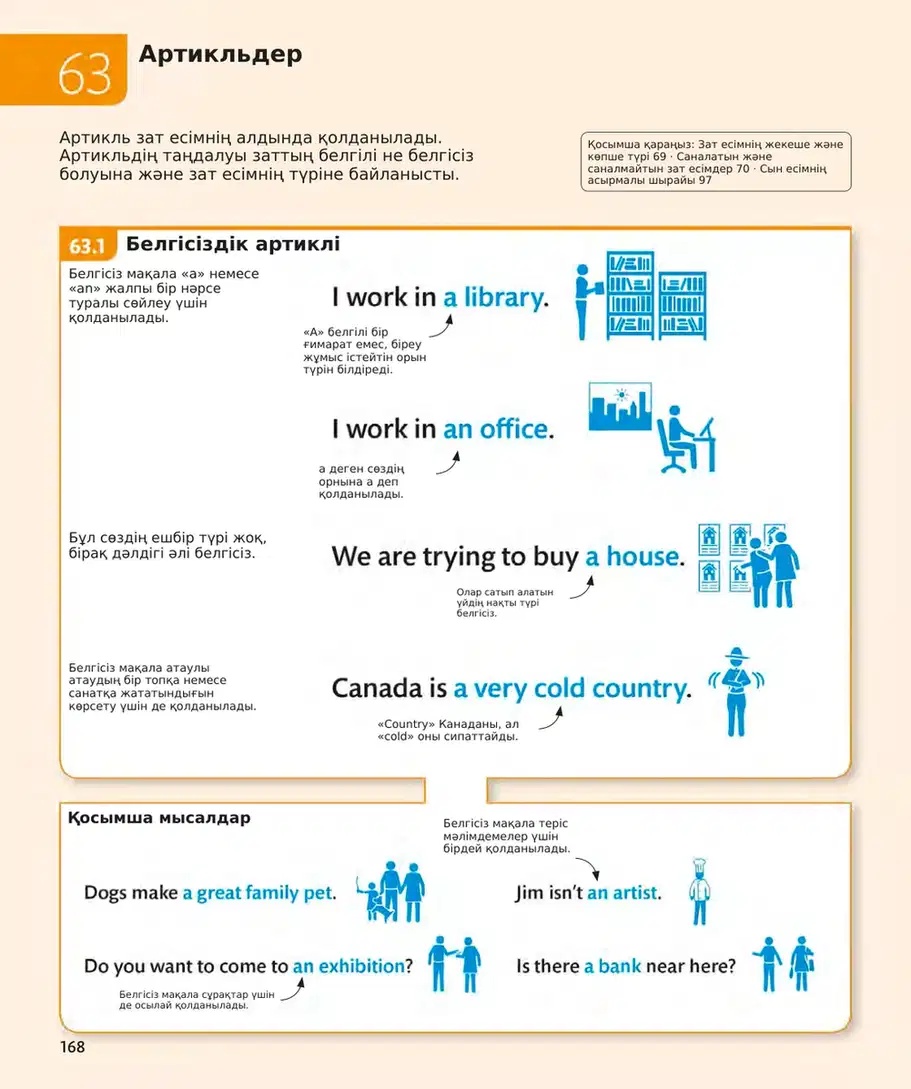 63
Артикльдер
Артикль зат есімнің алдында қолданылады.
Артикльдің таңдалуы заттың белгілі не белгісіз
болуына және зат есімнің түріне байланысты.
Қосымша қараңыз: Зат есімнің жекеше және
көпше түрі 69 · Саналатын және
саналмайтын зат есімдер 70 · Сын есімнің
асырмалы шырайы 97
63.1 Белгісіздік артиклі
Белгісіз мақала «a» немесе
«an» жалпы бір нәрсе
туралы сөйлеу үшін
қолданылады.
I work in a library.
«A» белгілі бір
ғимарат емес, біреу
жұмыс істейтін орын
түрін білдіреді.
I work in an office.
а деген сөздің
орнына а деп
қолданылады.
Бұл сөздің ешбір түрі жоқ,
бірақ дәлдігі әлі белгісіз.
We are trying to buy a house.
Олар сатып алатын
үйдің нақты түрі
белгісіз.
Белгісіз мақала атаулы
атаудың бір топқа немесе
санатқа жататындығын
көрсету үшін де қолданылады.
Canada is a very cold country.
«Country» Канаданы, ал
«cold» оны сипаттайды.
Қосымша мысалдар
Белгісіз мақала теріс
мәлімдемелер үшін
бірдей қолданылады.
Dogs make a great family pet.
Jim isn't an artist.
Do you want to come to an exhibition?
Is there a bank near here?
Белгісіз мақала сұрақтар үшін
де осылай қолданылады.
168